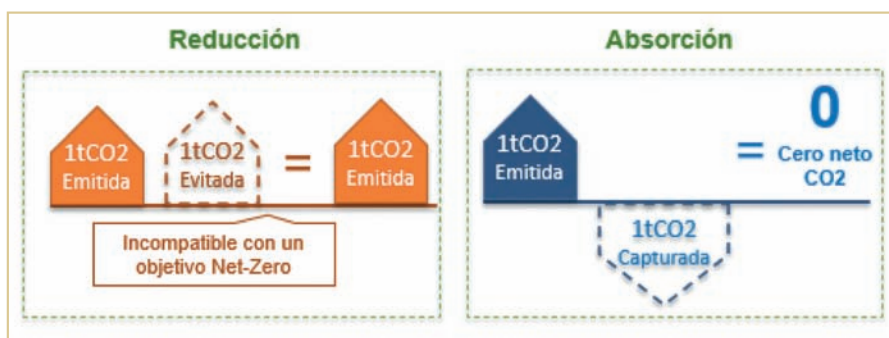 Reducción
1tCO2
Emitida
1tCO2
Evitada
=
1tCO2
Emitida
Incompatible con un
objetivo Net-Zero
Absorción
1tCO2
Emitida
1tCO2
Capturada
=
0
Cero neto
CO2